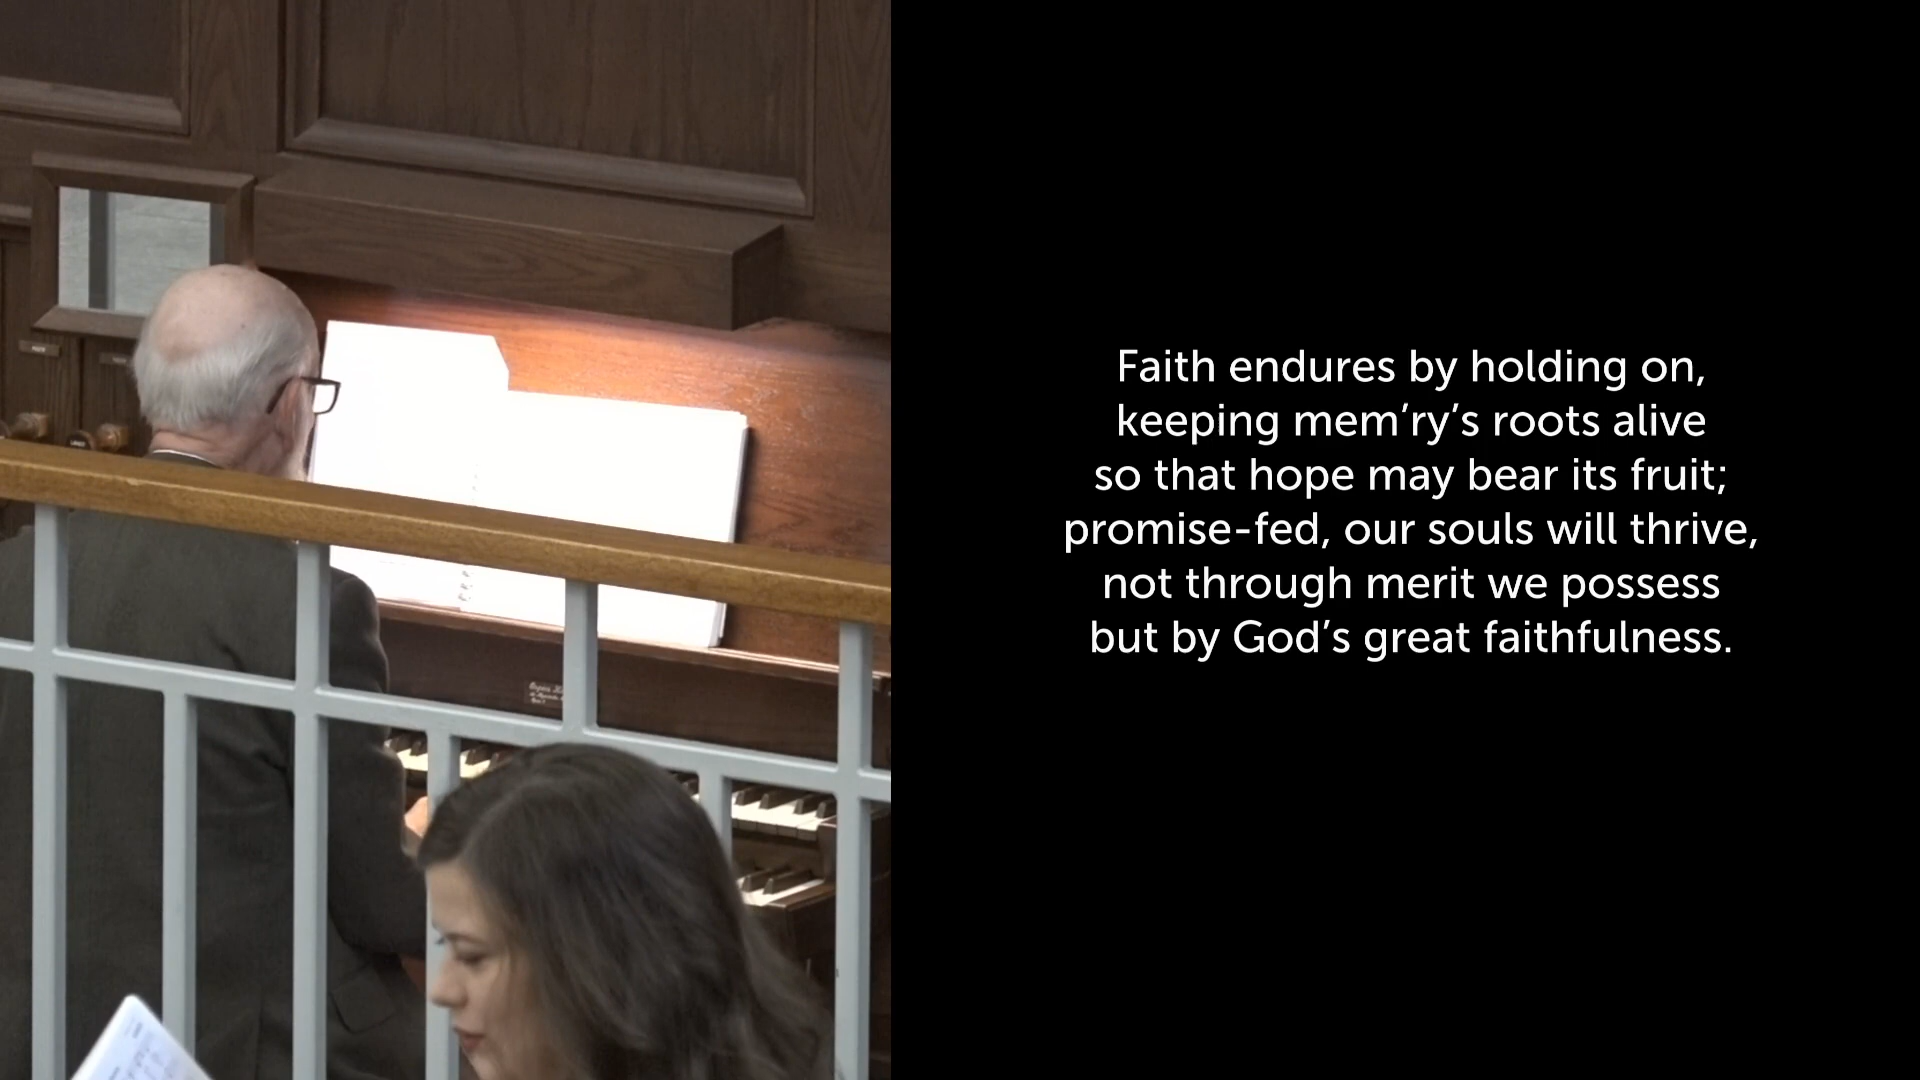 Faith endures by holding on,
keeping mem’ry’s roots alive
so that hope may bear its fruit;
promise-fed, our souls will thrive,
not through merit we possess
but by God’s great faithfulness.